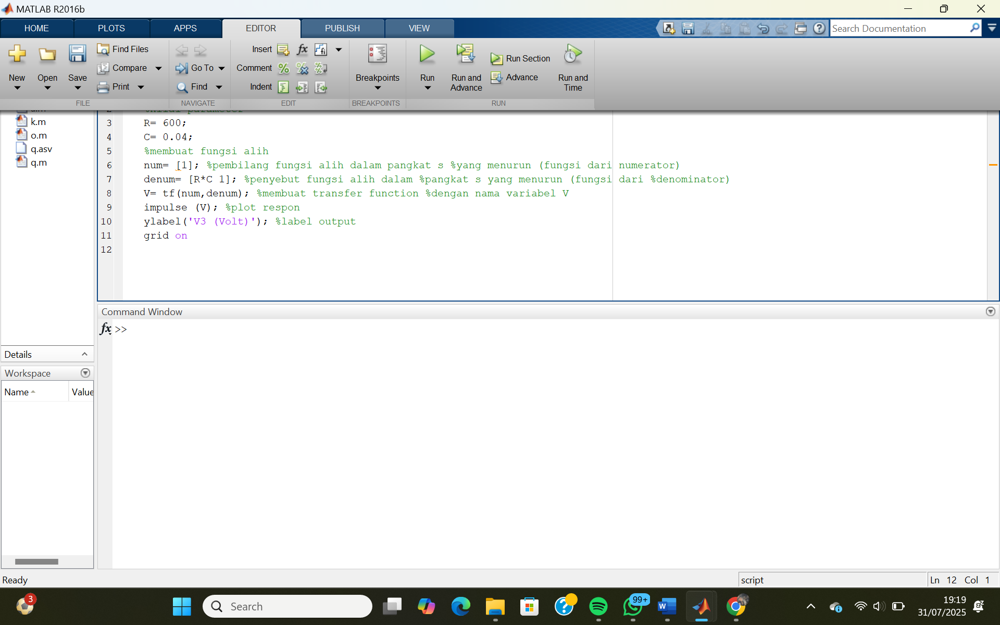 MATLAB R2016b
HOME PLOTS APPS EDITOR PUBLISH VIEW
Search Documentation
New Open Save Find Files Compare Print
FILE
Go To Find
NAVIGATE
Insert fx fi
Comment
Indent
EDIT
Breakpoints
BREAKPOINTS
Run Run and Advance Run Section Advance Run and Time
RUN
k.m
o.m
q.asv
q.m
2 %nilai parameter
3 R= 600;
4 C= 0.04;
5 %membuat fungsi alih
6 num= [1]; %pembilang fungsi alih dalam pangkat s %yang menurun (fungsi dari numerator)
7 denum= [R*C 1]; %penyebut fungsi alih dalam %pangkat s yang menurun (fungsi dari %denominator)
8 V= tf(num,denum); %membuat transfer function %dengan nama variabel V
9 impulse (V); %plot respon
10 ylabel('V3 (Volt)'); %label output
11 grid on
12
Command Window
fx >>
Details
Workspace
Name Value
Ready
script
Ln 12 Col 1
3
Search
99+
19:19
31/07/2025